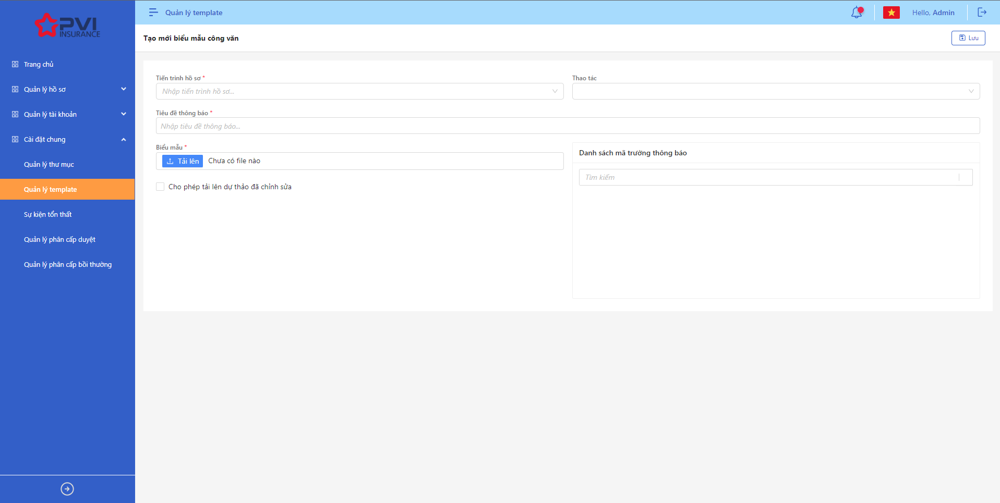 PVI
INSURANCE
Trang chủ
Quản lý hồ sơ
Quản lý tài khoản
Cài đặt chung
Quản lý thư mục
Quản lý template
Sự kiện tổn thất
Quản lý phân cấp duyệt
Quản lý phân cấp bồi thường
Quản lý template
Hello, Admin
Tạo mới biểu mẫu công văn
Lưu
Tiến trình hồ sơ *
Thao tác
Nhập tiến trình hồ sơ...
Tiêu đề thông báo *
Nhập tiêu đề thông báo...
Biểu mẫu *
Tải lên Chưa có file nào
Cho phép tải lên dự thảo đã chỉnh sửa
Danh sách mã trường thông báo
Tìm kiếm